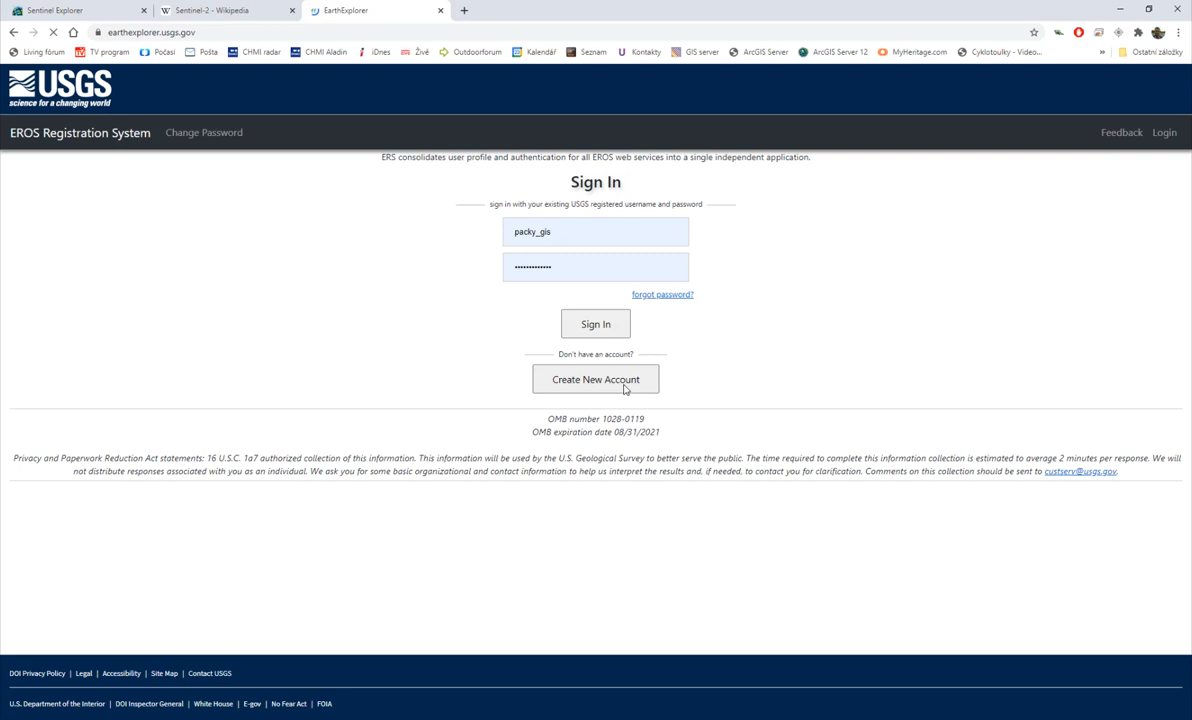 Sentinel Explorer
Sentinel-2 - Wikipedia
EarthExplorer
earthexplorer.usgs.gov
Living fórum
TV program
Počasí
Pošta
CHMI radar
CHMI Aladin
iDnes
Živě
Outdoorforum
Kalendář
Seznam
Kontakty
GIS server
ArcGIS Server
ArcGIS Server 12
MyHeritage.com
Cyklotoulky - Video...
»
Ostatní záložky
USGS
science for a changing world
EROS Registration System
Change Password
Feedback
Login
ERS consolidates user profile and authentication for all EROS web services into a single independent application.
Sign In
sign in with your existing USGS registered username and password
packy_gis
•••••••••••••
forgot password?
Sign In
Don't have an account?
Create New Account
OMB number 1028-0119
OMB expiration date 08/31/2021
Privacy and Paperwork Reduction Act statements: 16 U.S.C. 1a7 authorized collection of this information. This information will be used by the U.S. Geological Survey to better serve the public. The time required to complete this information collection is estimated to average 2 minutes per response. We will
not distribute responses associated with you as an individual. We ask you for some basic organizational and contact information to help us interpret the results and, if needed, to contact you for clarification. Comments on this collection should be sent to custserv@usgs.gov.
DOI Privacy Policy | Legal | Accessibility | Site Map | Contact USGS
U.S. Department of the Interior | DOI Inspector General | White House | E-gov | No Fear Act | FOIA